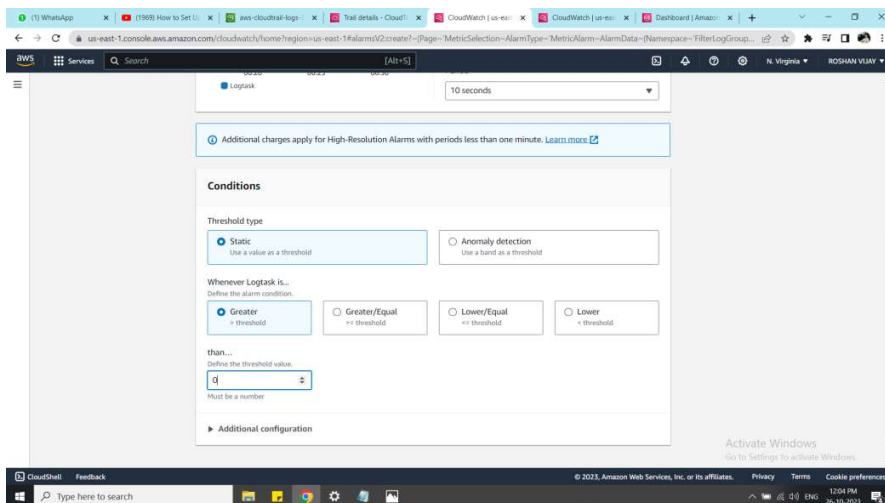 (1) WhatsApp
(1969) How to Set U
aws-cloudtrail-logs-
Trail details - CloudT
CloudWatch | us-eas
CloudWatch | us-eas
Dashboard | Amazon
us-east-1.console.aws.amazon.com/cloudwatch/home?region=us-east-1#alarmsV2:create?~(Page~'MetricSelection~AlarmType~'MetricAlarm~AlarmData~(Namespace~'FilterLogGroup...
aws
Services
Search
[Alt+S]
N. Virginia
ROSHAN VIJAY
Logtask
10 seconds
Additional charges apply for High-Resolution Alarms with periods less than one minute. Learn more
Conditions
Threshold type
Static
Use a value as a threshold
Anomaly detection
Use a band as a threshold
Whenever Logtask is...
Define the alarm condition.
Greater
> threshold
Greater/Equal
>= threshold
Lower/Equal
<= threshold
Lower
< threshold
than...
Define the threshold value.
0
Must be a number
Additional configuration
Activate Windows
Go to Settings to activate Windows.
CloudShell
Feedback
© 2023, Amazon Web Services, Inc. or its affiliates.
Privacy
Terms
Cookie preferences
Type here to search
ENG
12:04 PM
26-10-2023